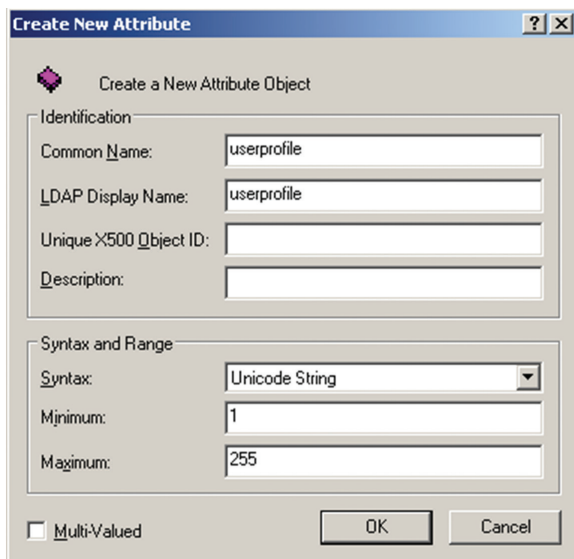 Create New Attribute
Create a New Attribute Object
Identification
Common Name: userprofile
LDAP Display Name: userprofile
Unique X500 Object ID:
Description:
Syntax and Range
Syntax: Unicode String
Minimum: 1
Maximum: 255
Multi-Valued OK Cancel